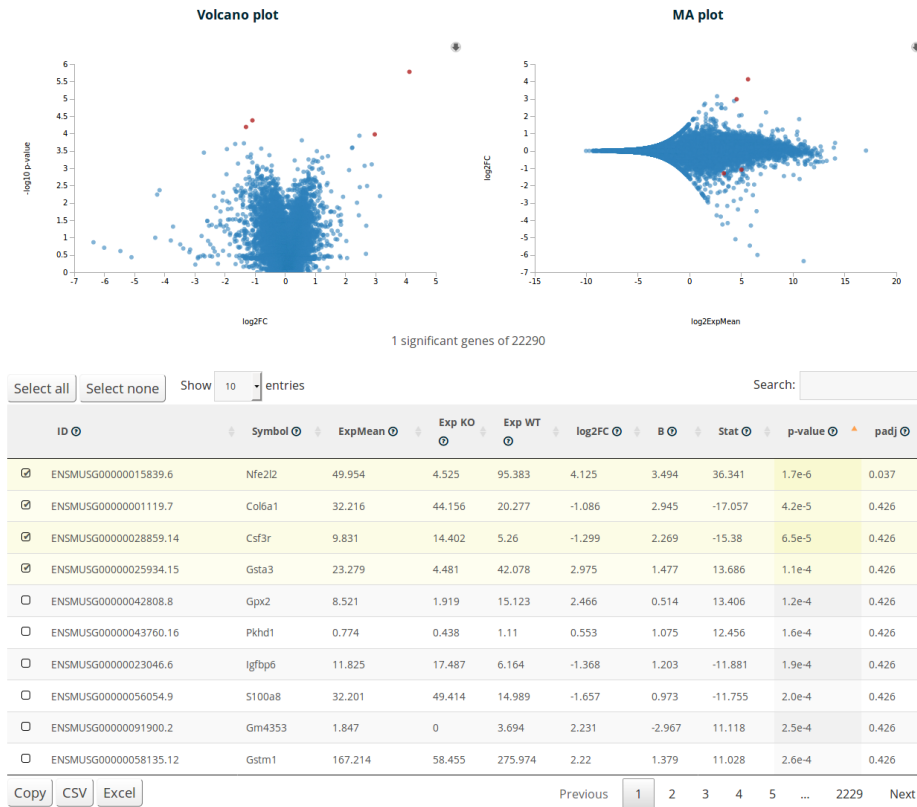 Volcano plot
MA plot
6
5.5
5
4.5
4
3.5
3
2.5
2
1.5
1
0.5
0
-log10 p-value
-7 -6 -5 -4 -3 -2 -1 0 1 2 3 4 5
log2FC
5
4
3
2
1
0
-1
-2
-3
-4
-5
-6
-7
log2FC
-15 -10 -5 0 5 10 15 20
log2ExpMean
1 significant genes of 22290
Select all Select none Show 10 entries Search:
ID Symbol ExpMean Exp KO Exp WT log2FC B Stat p-value padj
ENSMUSG00000015839.6 Nfe2l2 49.954 4.525 95.383 4.125 3.494 36.341 1.7e-6 0.037
ENSMUSG00000001119.7 Col6a1 32.216 44.156 20.277 -1.086 2.945 -17.057 4.2e-5 0.426
ENSMUSG00000028859.14 Csf3r 9.831 14.402 5.26 -1.299 2.269 -15.38 6.5e-5 0.426
ENSMUSG00000025934.15 Gsta3 23.279 4.481 42.078 2.975 1.477 13.686 1.1e-4 0.426
ENSMUSG00000042808.8 Gpx2 8.521 1.919 15.123 2.466 0.514 13.406 1.2e-4 0.426
ENSMUSG00000043760.16 Pkhd1 0.774 0.438 1.11 0.553 1.075 12.456 1.6e-4 0.426
ENSMUSG00000023046.6 Igfbp6 11.825 17.487 6.164 -1.368 1.203 -11.881 1.9e-4 0.426
ENSMUSG00000056054.9 S100a8 32.201 49.414 14.989 -1.657 0.973 -11.755 2.0e-4 0.426
ENSMUSG00000091900.2 Gm4353 1.847 0 3.694 2.231 -2.967 11.118 2.5e-4 0.426
ENSMUSG00000058135.12 Gstm1 167.214 58.455 275.974 2.22 1.379 11.028 2.6e-4 0.426
Copy CSV Excel Previous 1 2 3 4 5 ... 2229 Next